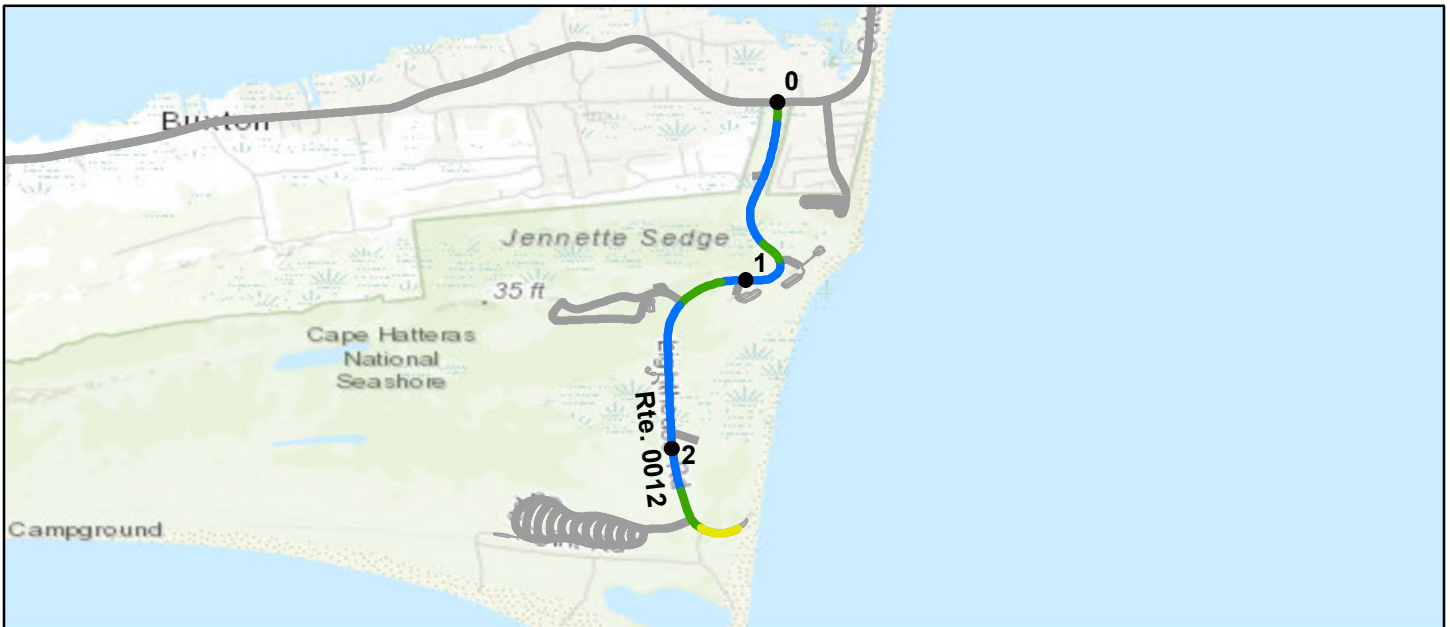 0
Buxton
Jennette Sedge
1
35 ft
Cape Hatteras
National
Seashore
Rte. 0012
2
Campground